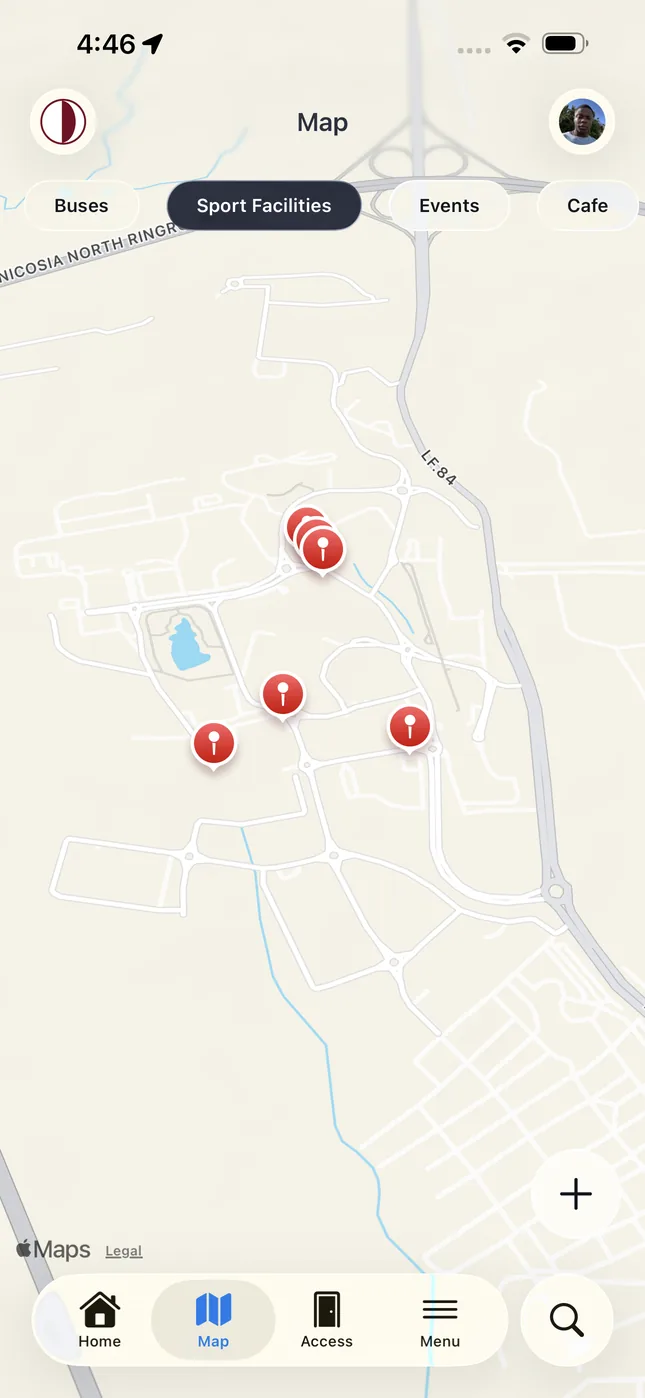 4:46
Map
Buses
Sport Facilities
Events
Cafe
NICOSIA NORTH RINGR
LF.84
Maps
Legal
Home
Map
Access
Menu